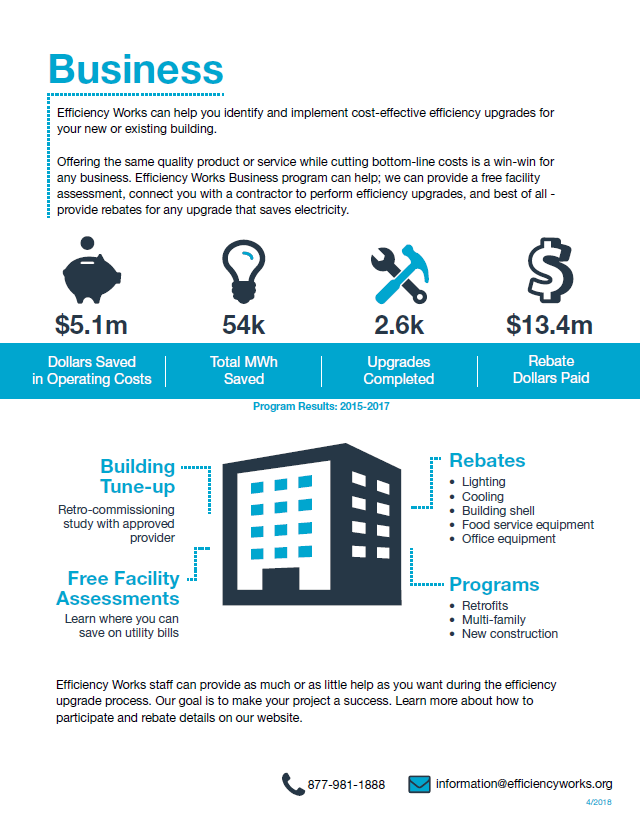 Business
Efficiency Works can help you identify and implement cost-effective efficiency upgrades for
your new or existing building.
Offering the same quality product or service while cutting bottom-line costs is a win-win for
any business. Efficiency Works Business program can help; we can provide a free facility
assessment, connect you with a contractor to perform efficiency upgrades, and best of all -
provide rebates for any upgrade that saves electricity.
$5.1m
Dollars Saved
in Operating Costs
54k
Total MWh
Saved
2.6k
Upgrades
Completed
$13.4m
Rebate
Dollars Paid
Program Results: 2015-2017
Building
Tune-up
Retro-commissioning
study with approved
provider
Free Facility
Assessments
Learn where you can
save on utility bills
Rebates
• Lighting
• Cooling
• Building shell
• Food service equipment
• Office equipment
Programs
• Retrofits
• Multi-family
• New construction
Efficiency Works staff can provide as much or as little help as you want during the efficiency
upgrade process. Our goal is to make your project a success. Learn more about how to
participate and rebate details on our website.
877-981-1888
information@efficiencyworks.org
4/2018